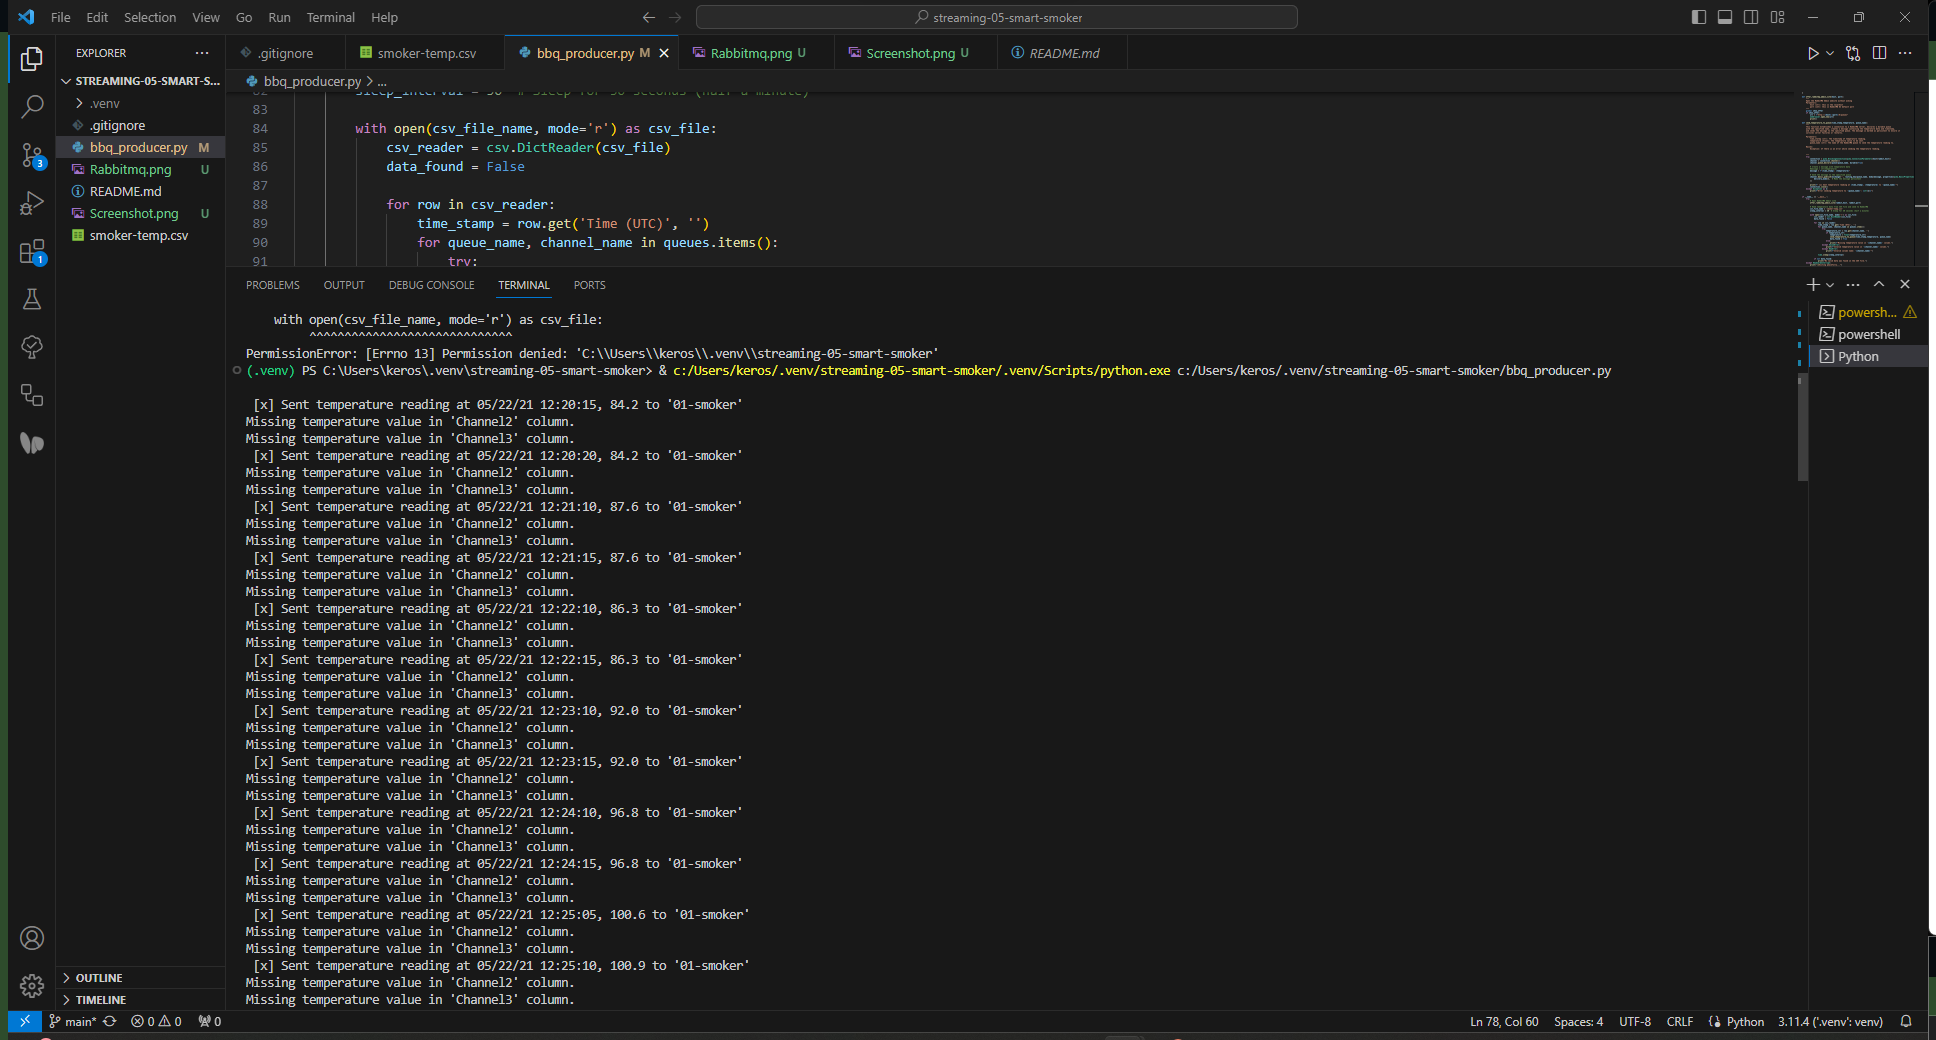 File Edit Selection View Go Run Terminal Help
streaming-05-smart-smoker
EXPLORER
STREAMING-05-SMART-S...
.venv
.gitignore
bbq_producer.py M
Rabbitmq.png U
README.md
Screenshot.png U
smoker-temp.csv
OUTLINE
TIMELINE
3
1
.gitignore smoker-temp.csv bbq_producer.py M Rabbitmq.png U Screenshot.png U README.md
bbq_producer.py > ...
83
84 with open(csv_file_name, mode='r') as csv_file:
85 csv_reader = csv.DictReader(csv_file)
86 data_found = False
87
88 for row in csv_reader:
89 time_stamp = row.get('Time (UTC)', '')
90 for queue_name, channel_name in queues.items():
91 try:
PROBLEMS OUTPUT DEBUG CONSOLE TERMINAL PORTS
powersh...
powershell
Python
with open(csv_file_name, mode='r') as csv_file:
^^^^^^^^^^^^^^^^^^^^^^^^^^^^^
PermissionError: [Errno 13] Permission denied: 'C:\\Users\\keros\\.venv\\streaming-05-smart-smoker'
(.venv) PS C:\Users\keros\.venv\streaming-05-smart-smoker> & c:/Users/keros/.venv/streaming-05-smart-smoker/.venv/Scripts/python.exe c:/Users/keros/.venv/streaming-05-smart-smoker/bbq_producer.py
[x] Sent temperature reading at 05/22/21 12:20:15, 84.2 to '01-smoker'
Missing temperature value in 'Channel2' column.
Missing temperature value in 'Channel3' column.
[x] Sent temperature reading at 05/22/21 12:20:20, 84.2 to '01-smoker'
Missing temperature value in 'Channel2' column.
Missing temperature value in 'Channel3' column.
[x] Sent temperature reading at 05/22/21 12:21:10, 87.6 to '01-smoker'
Missing temperature value in 'Channel2' column.
Missing temperature value in 'Channel3' column.
[x] Sent temperature reading at 05/22/21 12:21:15, 87.6 to '01-smoker'
Missing temperature value in 'Channel2' column.
Missing temperature value in 'Channel3' column.
[x] Sent temperature reading at 05/22/21 12:22:10, 86.3 to '01-smoker'
Missing temperature value in 'Channel2' column.
Missing temperature value in 'Channel3' column.
[x] Sent temperature reading at 05/22/21 12:22:15, 86.3 to '01-smoker'
Missing temperature value in 'Channel2' column.
Missing temperature value in 'Channel3' column.
[x] Sent temperature reading at 05/22/21 12:23:10, 92.0 to '01-smoker'
Missing temperature value in 'Channel2' column.
Missing temperature value in 'Channel3' column.
[x] Sent temperature reading at 05/22/21 12:23:15, 92.0 to '01-smoker'
Missing temperature value in 'Channel2' column.
Missing temperature value in 'Channel3' column.
[x] Sent temperature reading at 05/22/21 12:24:10, 96.8 to '01-smoker'
Missing temperature value in 'Channel2' column.
Missing temperature value in 'Channel3' column.
[x] Sent temperature reading at 05/22/21 12:24:15, 96.8 to '01-smoker'
Missing temperature value in 'Channel2' column.
Missing temperature value in 'Channel3' column.
[x] Sent temperature reading at 05/22/21 12:25:05, 100.6 to '01-smoker'
Missing temperature value in 'Channel2' column.
Missing temperature value in 'Channel3' column.
[x] Sent temperature reading at 05/22/21 12:25:10, 100.9 to '01-smoker'
Missing temperature value in 'Channel2' column.
Missing temperature value in 'Channel3' column.
main* 0 0 0 Ln 78, Col 60 Spaces: 4 UTF-8 CRLF Python 3.11.4 ('.venv': venv)